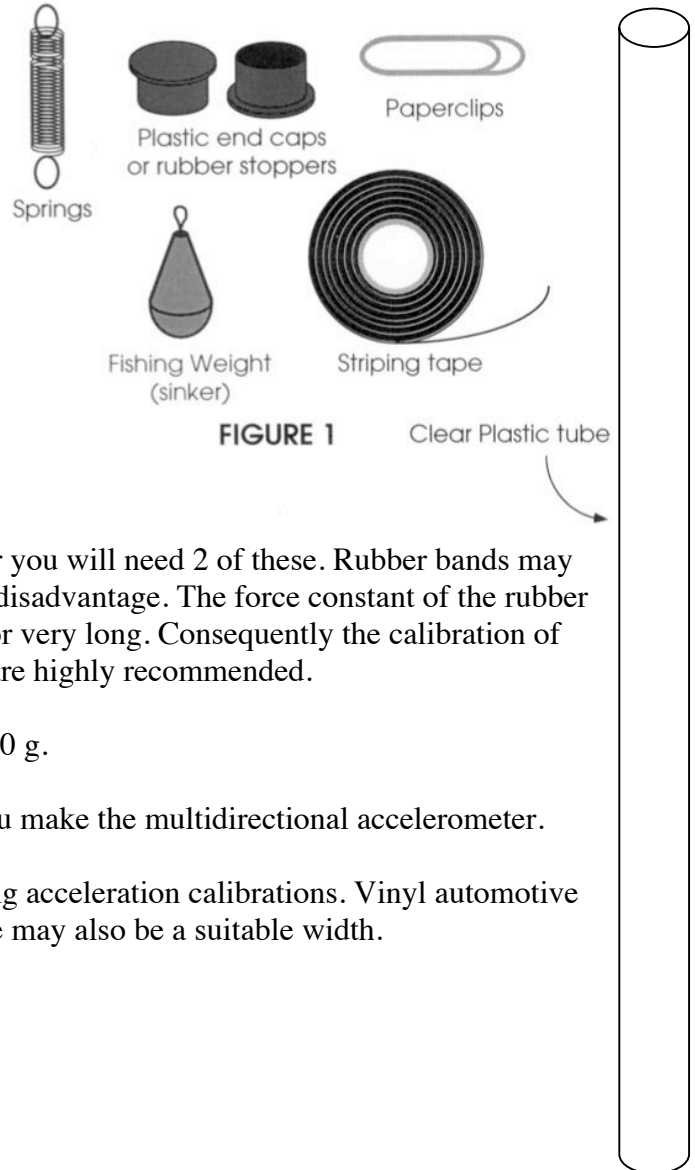 Paperclips
Plastic end caps
or rubber stoppers
Springs
Fishing Weight
(sinker)
Striping tape
FIGURE 1
Clear Plastic tube
you will need 2 of these. Rubber bands may
disadvantage. The force constant of the rubber
or very long. Consequently the calibration of
are highly recommended.
0 g.
make the multidirectional accelerometer.
acceleration calibrations. Vinyl automotive
may also be a suitable width.